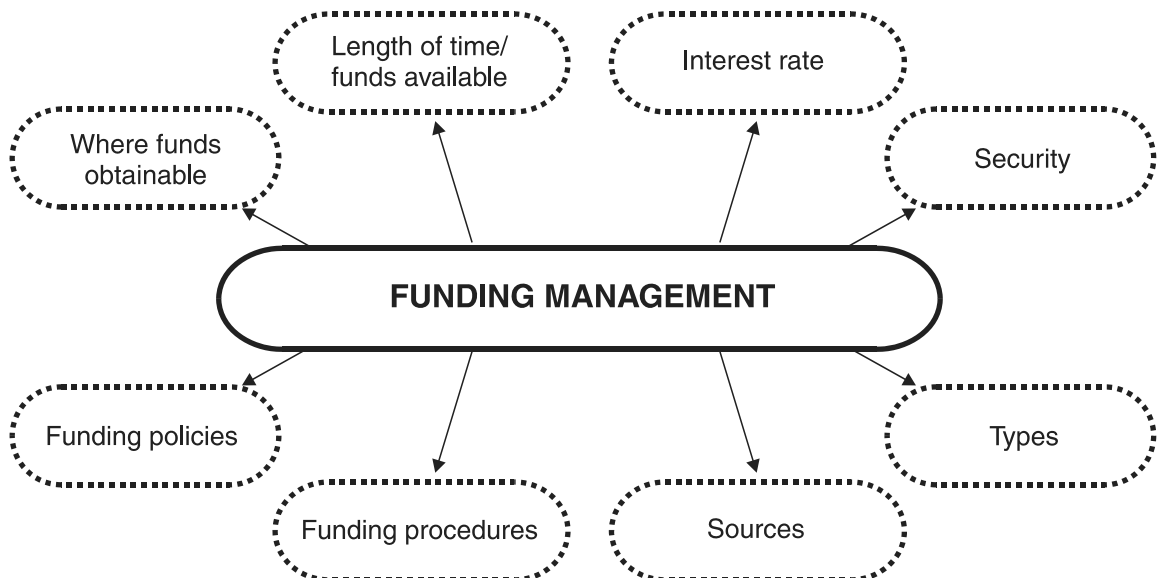 Length of time/
funds available
Interest rate
Where funds
obtainable
Security
FUNDING MANAGEMENT
Funding policies
Types
Funding procedures
Sources